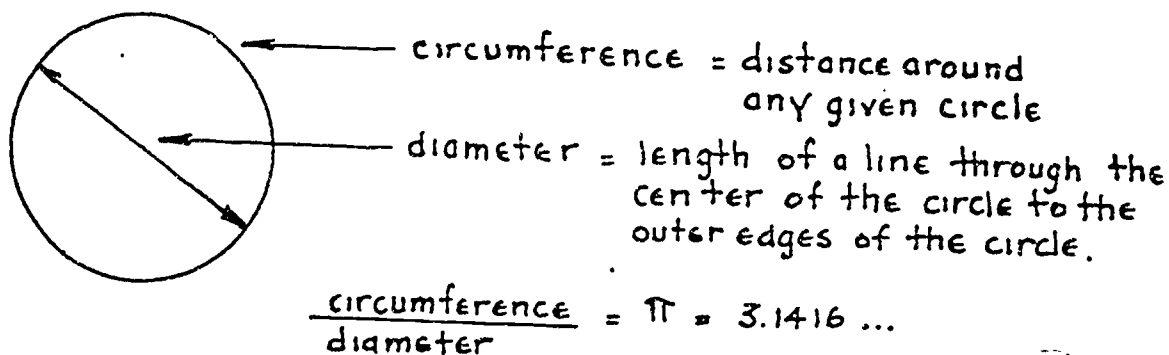 circumference = distance around
any given circle
diameter = length of a line through the
center of the circle to the
outer edges of the circle.
circumference
diameter = π = 3.1416 ...